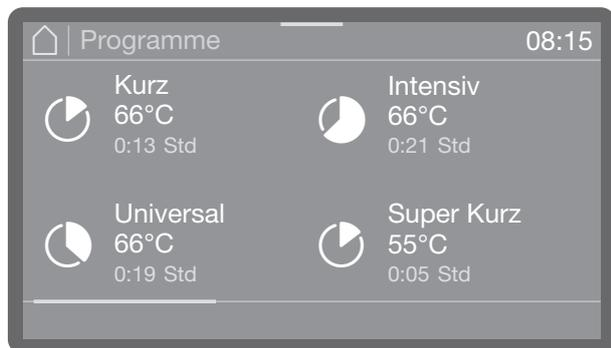 Programme 08:15
Kurz
66°C
0:13 Std
Intensiv
66°C
0:21 Std
Universal
66°C
0:19 Std
Super Kurz
55°C
0:05 Std